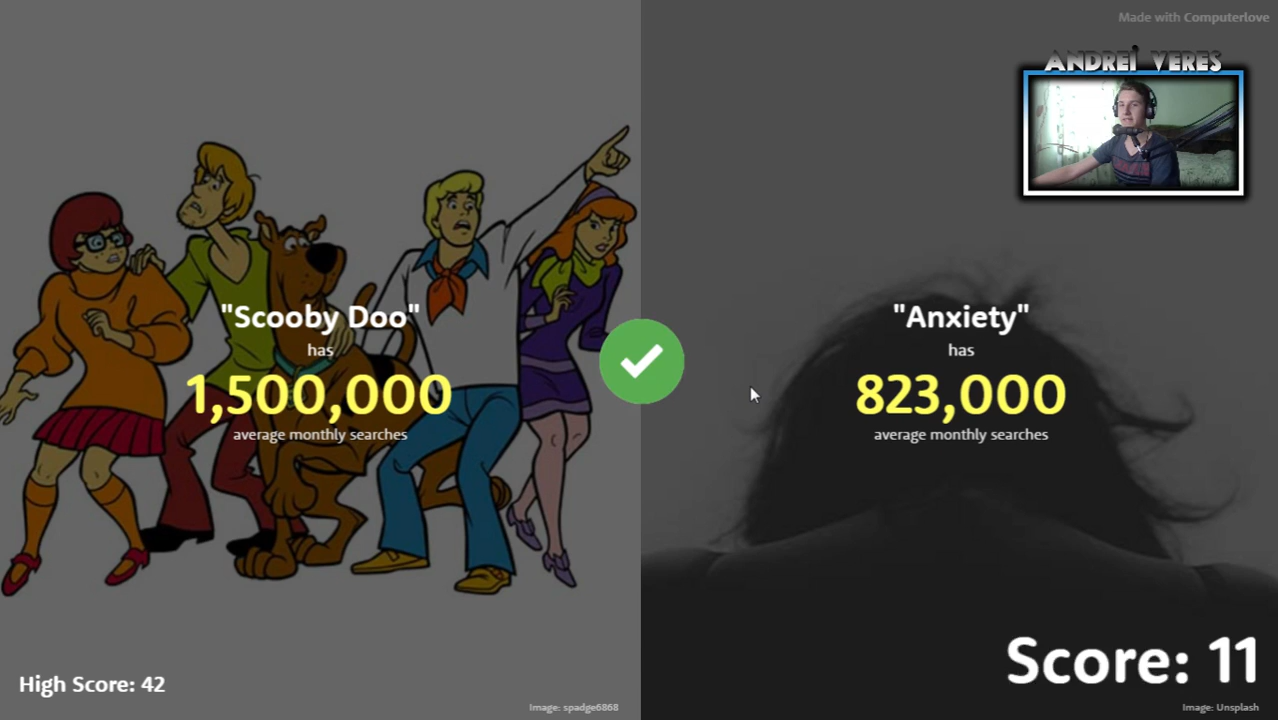 Made with Computerlove
ANDREI VERES
"Scooby Doo"
has
1,500,000
average monthly searches
"Anxiety"
has
823,000
average monthly searches
High Score: 42
Score: 11
Image: spadge6868
Image: Unsplash